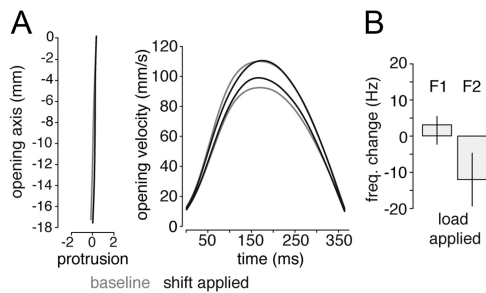 A
opening axis (mm)
0
-2
-4
-6
-8
-10
-12
-14
-16
-18
-2 0 2
protrusion
opening velocity (mm/s)
120
100
80
60
40
20
0
50 150 250 350
time (ms)
baseline shift applied
B
freq. change (Hz)
20
10
0
-10
-20
F1 F2
load
applied